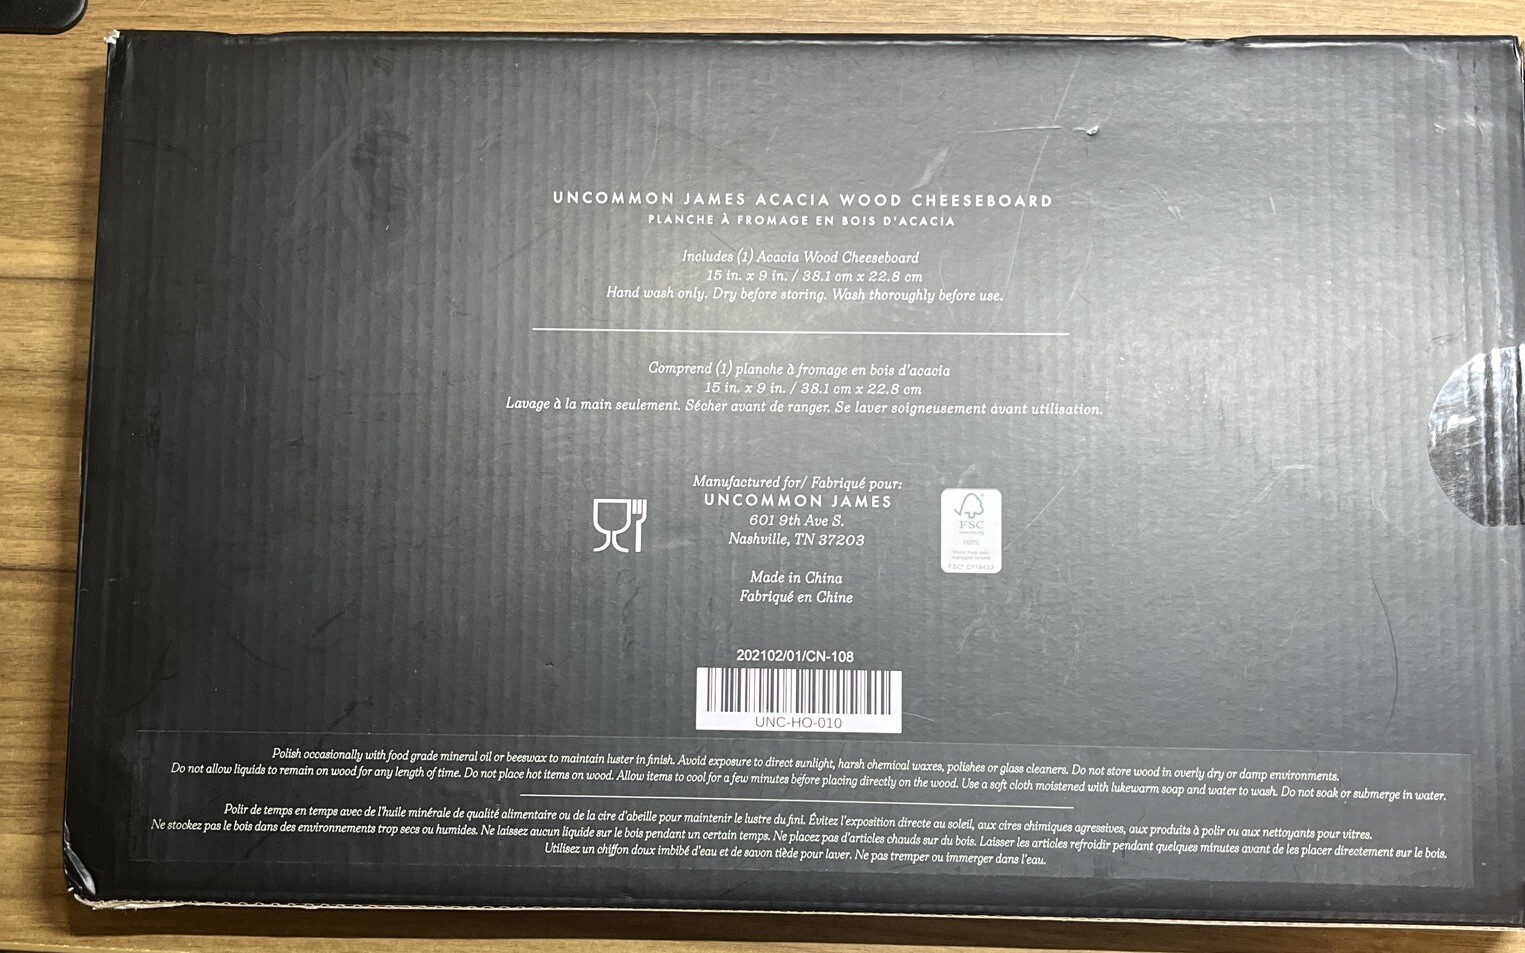 UNCOMMON JAMES ACACIA WOOD CHEESEBOARD
PLANCHE À FROMAGE EN BOIS D'ACACIA
Includes (1) Acacia Wood Cheeseboard
15 in. x 9 in. / 38.1 cm x 22.8 cm
Hand wash only. Dry before storing. Wash thoroughly before use.
Comprend (1) planche à fromage en bois d'acacia
15 in. x 9 in. / 38.1 cm x 22.8 cm
Lavage à la main seulement. Sécher avant de ranger. Se laver soigneusement avant utilisation.
Manufactured for/ Fabriqué pour:
UNCOMMON JAMES
601 9th Ave S.
Nashville, TN 37203
Made in China
Fabriqué en Chine
FSC
100%
202102/01/CN-108
UNC-HO-010
Polish occasionally with food grade mineral oil or beeswax to maintain luster in finish. Avoid exposure to direct sunlight, harsh chemical waxes, polishes or glass cleaners. Do not store wood in overly dry or damp environments.
Do not allow liquids to remain on wood for any length of time. Do not place hot items on wood. Allow items to cool for a few minutes before placing directly on the wood. Use a soft cloth moistened with lukewarm soap and water to wash. Do not soak or submerge in water.
Polir de temps en temps avec de l'huile minérale de qualité alimentaire ou de la cire d'abeille pour maintenir le lustre du fini. Évitez l'exposition directe au soleil, aux cires chimiques agressives, aux produits à polir ou aux nettoyants pour vitres.
Ne stockez pas le bois dans des environnements trop secs ou humides. Ne laissez aucun liquide sur le bois pendant un certain temps. Ne placez pas d'articles chauds sur du bois. Laisser les articles refroidir pendant quelques minutes avant de les placer directement sur le bois.
Utilisez un chiffon doux imbibé d'eau et de savon tiède pour laver. Ne pas tremper ou immerger dans l'eau.